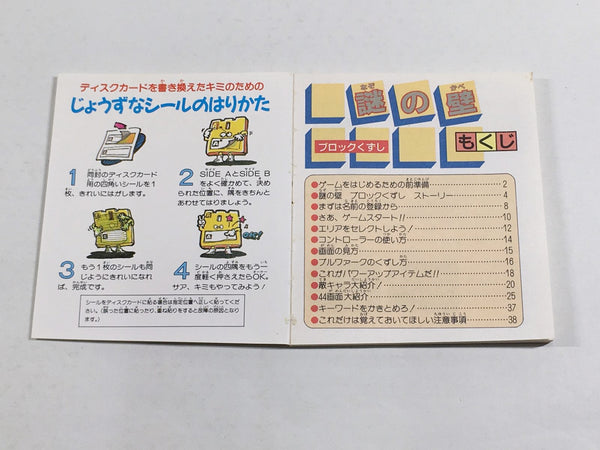 ディスクカードを書き換えたキミのための
じょうずなシールのはりかた
1
同封のディスクカード
用の四角いシールを1
枚、きれいにはがします。
2
SIDE AとSIDE B
をよく確かめて、決め
られた位置に、隅をきちんと
あわせてはりましょう。
3
もう1枚のシールも同
じようにきれいになれ
ば、完成です。
4
シールの四隅をもう一
度軽く押さえたらOK。
サア、キミもやってみよう!
シールをディスクカードに貼る場合は指定位置へ正しく貼ってくださ
い。(誤った位置に貼ったり、重ね貼りをすると故障の原因となり
ます。)
謎の壁
なぞ かべ
ブロックくずし
もくじ
●ゲームをはじめるための前準備……2
●謎の壁 ブロックくずし ストーリー……4
●まずは名前の登録から……8
●さあ、ゲームスタート!!……10
●エリアをセレクトしよう!……12
●コントローラーの使い方……14
●画面の見方……15
●ブルファークのくずし方……16
●これがパワーアップアイテムだ!!……18
●敵キャラ大紹介!……20
●44画面大紹介……25
●キーワードをかきとめろ!……37
●これだけは覚えておいてほしい注意事項……38